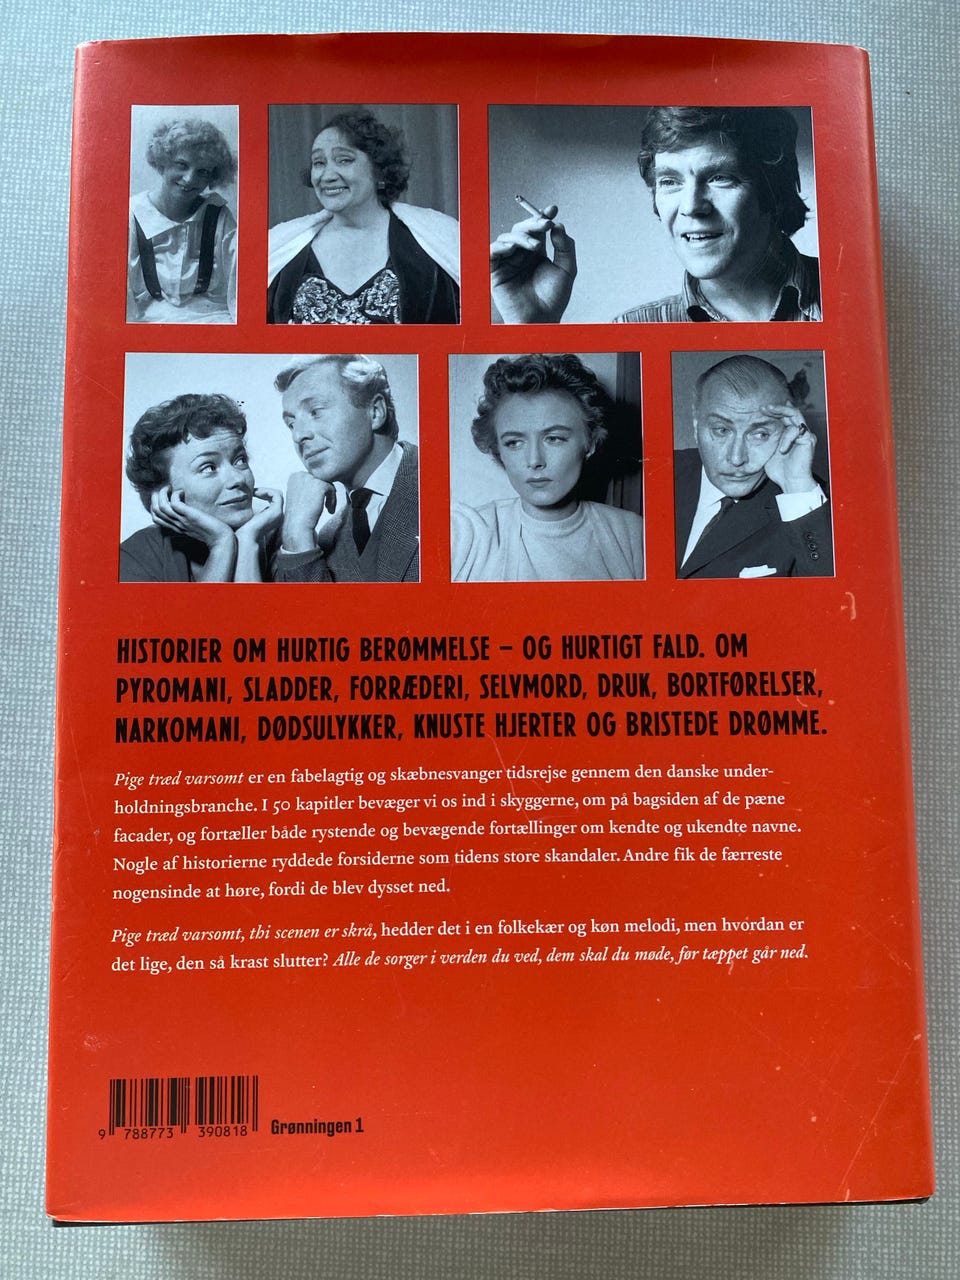 HISTORIER OM HURTIG BERØMMELSE – OG HURTIGT FALD. OM
PYROMANI, SLADDER, FORRÆDERI, SELVMORD, DRUK, BORTFØRELSER,
NARKOMANI, DØDSULYKKER, KNUSTE HJERTER OG BRISTEDE DRØMME.
Pige træd varsomt er en fabelagtig og skæbnesvanger tidsrejse gennem den danske under-
holdningsbranche. I 50 kapitler bevæger vi os ind i skyggerne, om på bagsiden af de pæne
facader, og fortæller både rystende og bevægende fortællinger om kendte og ukendte navne.
Nogle af historierne ryddede forsiderne som tidens store skandaler. Andre fik de færreste
nogensinde at høre, fordi de blev dysset ned.
Pige træd varsomt, thi scenen er skrå, hedder det i en folkekær og køn melodi, men hvordan er
det lige, den så krast slutter? Alle de sorger i verden du ved, dem skal du møde, før tæppet går ned.
9 788773 390818
Grønningen 1